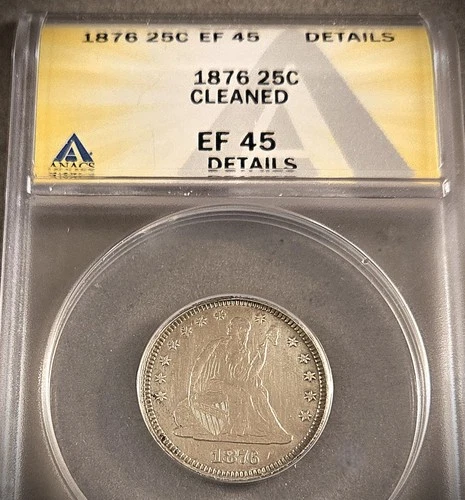 1876 25C EF 45 DETAILS
1876 25C
CLEANED
EF 45
DETAILS
ANACS
1876